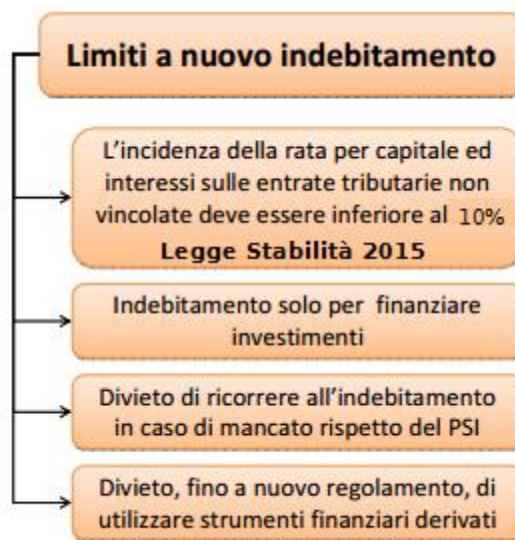 Limiti a nuovo indebitamento
L'incidenza della rata per capitale ed
interessi sulle entrate tributarie non
vincolate deve essere inferiore al 10%
Legge Stabilità 2015
Indebitamento solo per finanziare
investimenti
Divieto di ricorrere all'indebitamento
in caso di mancato rispetto del PSI
Divieto, fino a nuovo regolamento, di
utilizzare strumenti finanziari derivati